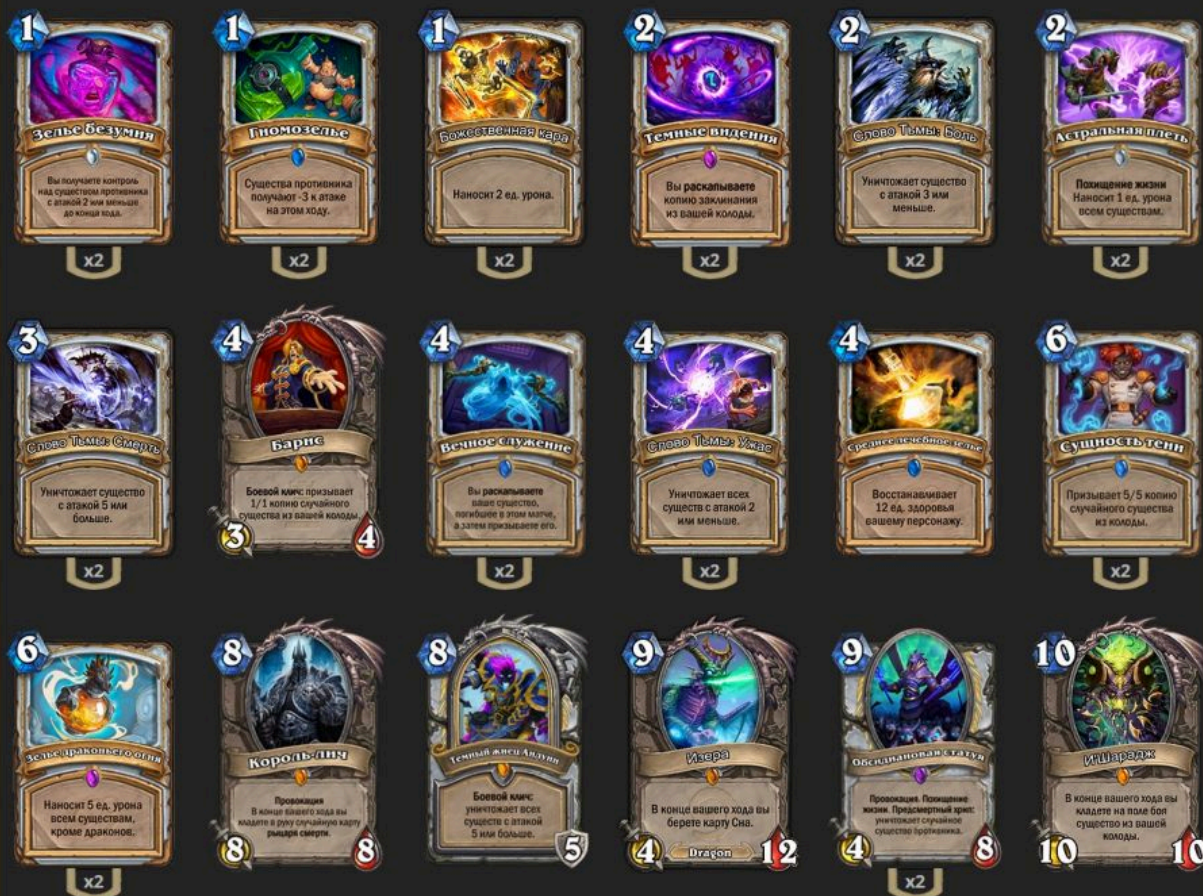 1
Зелье безумия
Вы получаете контроль
над существом противника
с атакой 2 или меньше
до конца хода.
x2
1
Гномозелье
Существа противника
получают -3 к атаке
на этом ходу.
x2
1
Божественная кара
Наносит 2 ед. урона.
x2
2
Темные видения
Вы раскапываете
копию заклинания
из вашей колоды.
x2
2
Слово Тьмы: Боль
Уничтожает существо
с атакой 3 или
меньше.
x2
2
Астральная плеть
Похищение жизни
Наносит 1 ед. урона
всем существам.
x2
3
Слово Тьмы: Смерть
Уничтожает существо
с атакой 5 или
больше.
x2
4
Барнс
Боевой клич: призывает
1/1 копию случайного
существа из вашей колоды.
3
4
4
Вечное служение
Вы раскапываете
ваше существо,
погибшее в этом матче,
а затем призываете его.
x2
4
Слово Тьмы: Ужас
Уничтожает всех
существ с атакой 2
или меньше.
x2
4
Среднее лечебное зелье
Восстанавливает
12 ед. здоровья
вашему персонажу.
6
Сущность тени
Призывает 5/5 копию
случайного существа
из колоды.
x2
6
Зелье драконьего огня
Наносит 5 ед. урона
всем существам,
кроме драконов.
x2
8
Король-лич
Провокация
В конце вашего хода вы
кладете в руку случайную карту
рыцаря смерти.
8
8
8
Темный жнец Андуин
Боевой клич:
уничтожает всех
существ с атакой
5 или больше.
5
9
Изера
В конце вашего хода вы
берете карту Сна.
4
Dragon
12
9
Обсидиановая статуя
Провокация. Похищение
жизни. Предсмертный хрип:
уничтожает случайное
существо противника.
4
8
x2
10
И'Шарадж
В конце вашего хода вы
кладете на поле боя
существо из вашей
колоды.
10
10